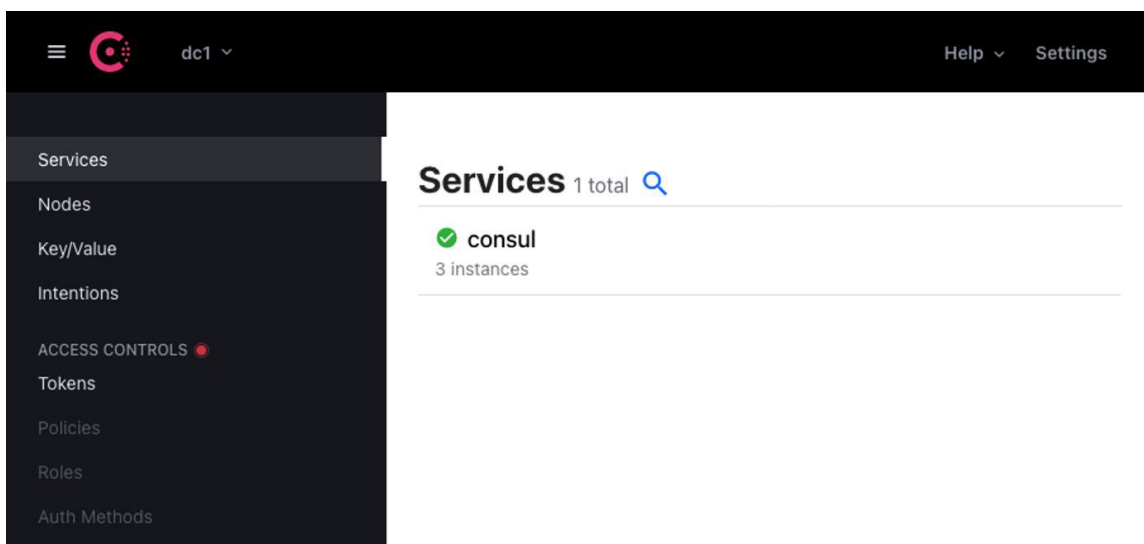 dc1
Help
Settings
Services
Nodes
Key/Value
Intentions
ACCESS CONTROLS
Tokens
Policies
Roles
Auth Methods
Services 1 total
consul
3 instances